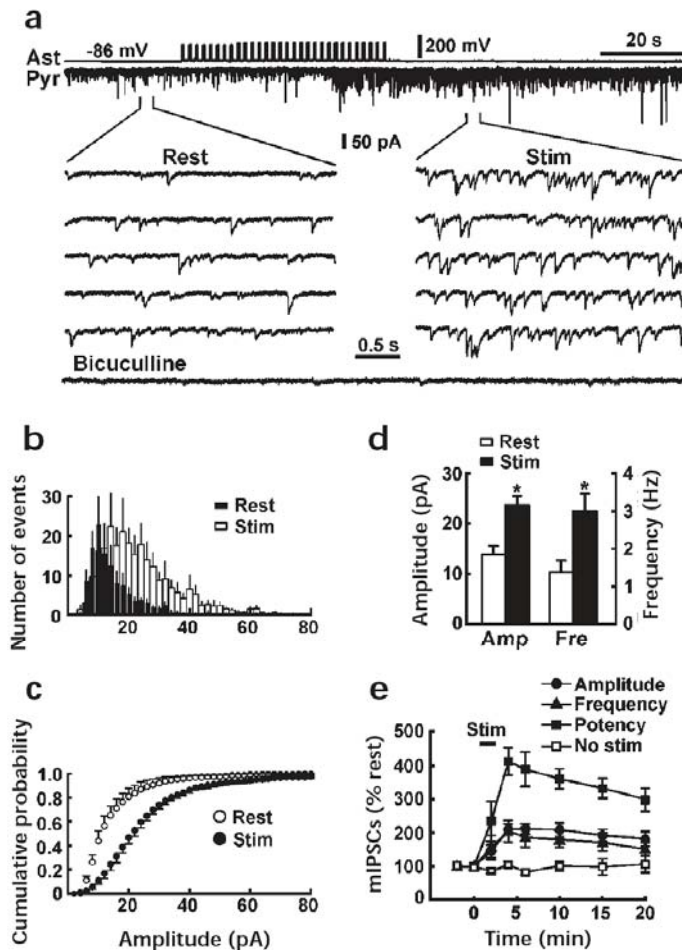 a
-86 mV
200 mV
20 s
Ast
Pyr
50 pA
Rest
Stim
0.5 s
Bicuculline
b
Number of events
30
20
10
0
Rest
Stim
20 40 60 80
c
Cumulative probability
1.0
0.8
0.6
0.4
0.2
0
Rest
Stim
20 40 60 80
Amplitude (pA)
d
Rest
Stim
Amplitude (pA)
30
20
10
0
* *
4
3
2
1
0
Frequency (Hz)
Amp Fre
e
Amplitude
Frequency
Potency
No stim
Stim
mIPSCs (% rest)
500
400
300
200
100
0
0 5 10 15 20
Time (min)